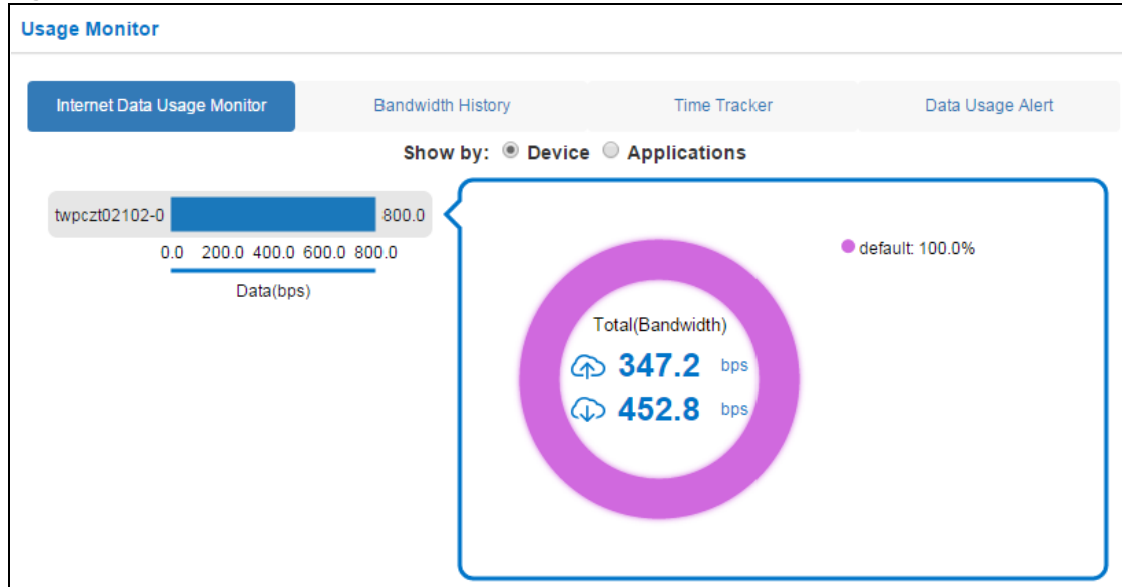 Usage Monitor
Internet Data Usage Monitor Bandwidth History Time Tracker Data Usage Alert
Show by: Device Applications
twpczt02102-0 800.0
0.0 200.0 400.0 600.0 800.0
Data(bps)
default: 100.0%
Total(Bandwidth)
347.2 bps
452.8 bps